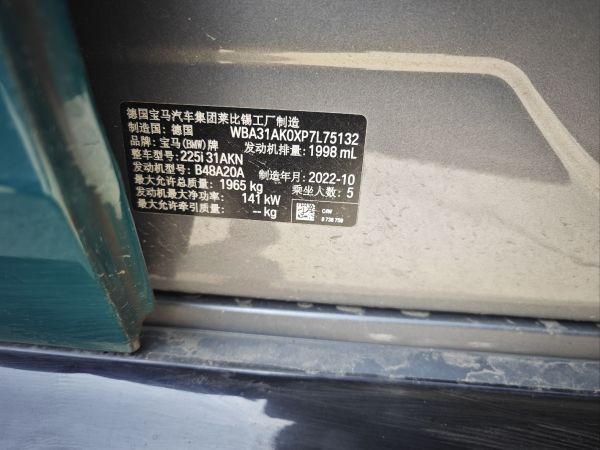 德国宝马汽车集团莱比锡工厂制造
制造国：德国 WBA31AK0XP7L75132
品牌：宝马(BMW)牌 发动机排量：1998 mL
整车型号：225i 31AKN
发动机型号：B48A20A 制造年月：2022-10
最大允许总质量：1965 kg 乘坐人数：5
发动机最大净功率：141 kW
最大允许牵引质量：-- kg